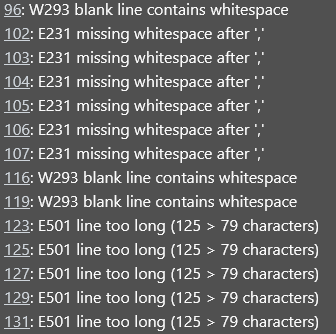 96: W293 blank line contains whitespace
102: E231 missing whitespace after ','
103: E231 missing whitespace after ','
104: E231 missing whitespace after ','
105: E231 missing whitespace after ','
106: E231 missing whitespace after ','
107: E231 missing whitespace after ','
116: W293 blank line contains whitespace
119: W293 blank line contains whitespace
123: E501 line too long (125 > 79 characters)
125: E501 line too long (125 > 79 characters)
127: E501 line too long (125 > 79 characters)
129: E501 line too long (125 > 79 characters)
131: E501 line too long (125 > 79 characters)